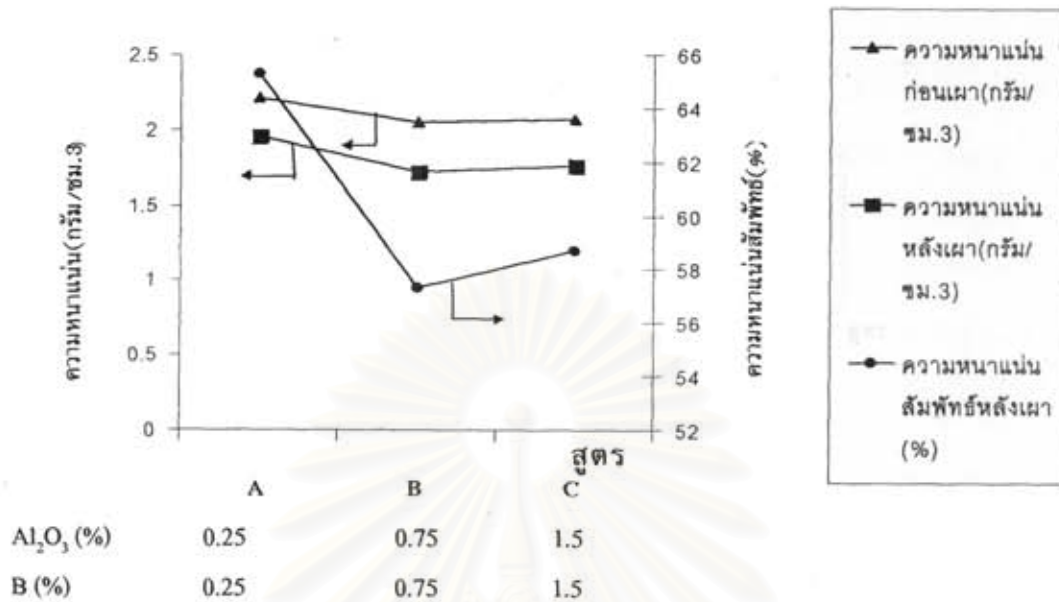 2.5
2
1.5
1
0.5
0
ความหนาแน่น(กรัม/ซม.3)
66
64
62
60
58
56
54
52
ความหนาแน่นสัมพัทธ์(%)
สูตร
A B C
Al₂O₃ (%) 0.25 0.75 1.5
B (%) 0.25 0.75 1.5
ความหนาแน่น
ก่อนเผา(กรัม/
ซม.3)
ความหนาแน่น
หลังเผา(กรัม/
ซม.3)
ความหนาแน่น
สัมพัทธ์หลังเผา
(%)